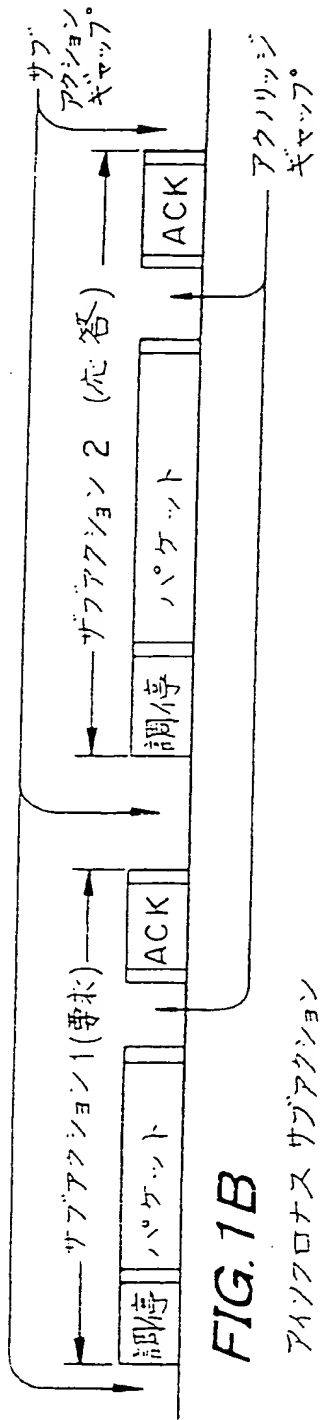 サブ
アクション
ギャップ
サブアクション1(要求)
サブアクション2 (応答)
調停
パケット
ACK
調停
パケット
ACK
アクノリッジ
ギャップ
FIG. 1B
アイソクロナス サブアクション